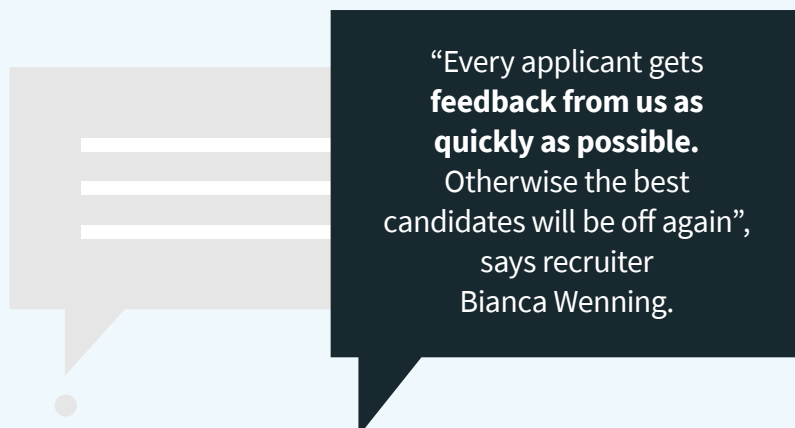 “Every applicant gets
feedback from us as
quickly as possible.
Otherwise the best
candidates will be off again”,
says recruiter
Bianca Wenning.